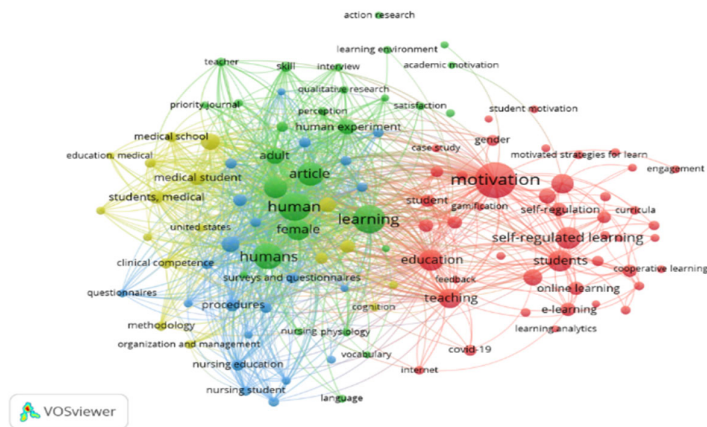 action research
learning environment
academic motivation
teacher
skill
interview
qualitative research
priority journal
perception
satisfaction
student motivation
human experiment
medical school
gender
case study
education, medical
adult
motivated strategies for learn
medical student
article
motivation
engagement
students, medical
student
gamification
human
self-regulation
curricula
learning
united states
female
self-regulated learning
humans
education
students
clinical competence
cooperative learning
surveys and questionnaires
feedback
online learning
questionnaires
procedures
cognition
teaching
e-learning
methodology
nursing
physiology
learning analytics
organization and management
vocabulary
covid-19
nursing education
internet
nursing student
language
VOSviewer